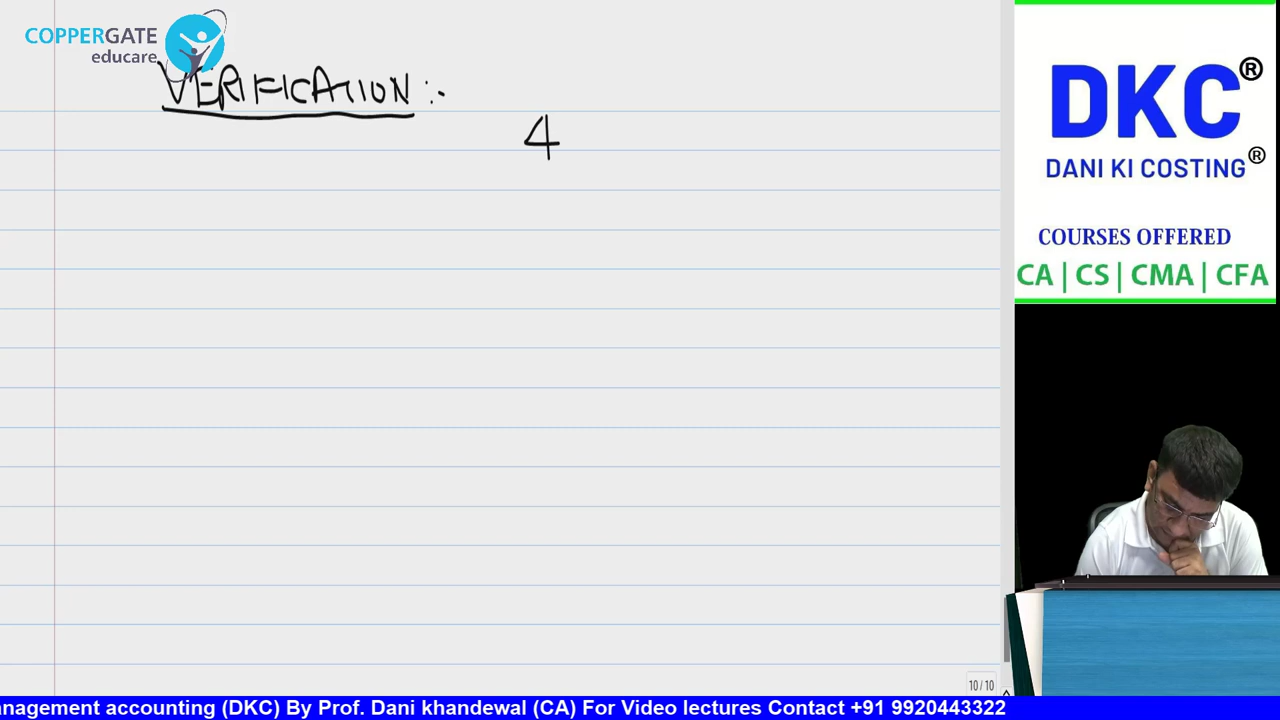 COPPERGATE
educare
VERIFICATION :-
4
DKC®
DANI KI COSTING®
COURSES OFFERED
CA | CS | CMA | CFA
10 / 10
anagement accounting (DKC) By Prof. Dani khandewal (CA) For Video lectures Contact +91 9920443322